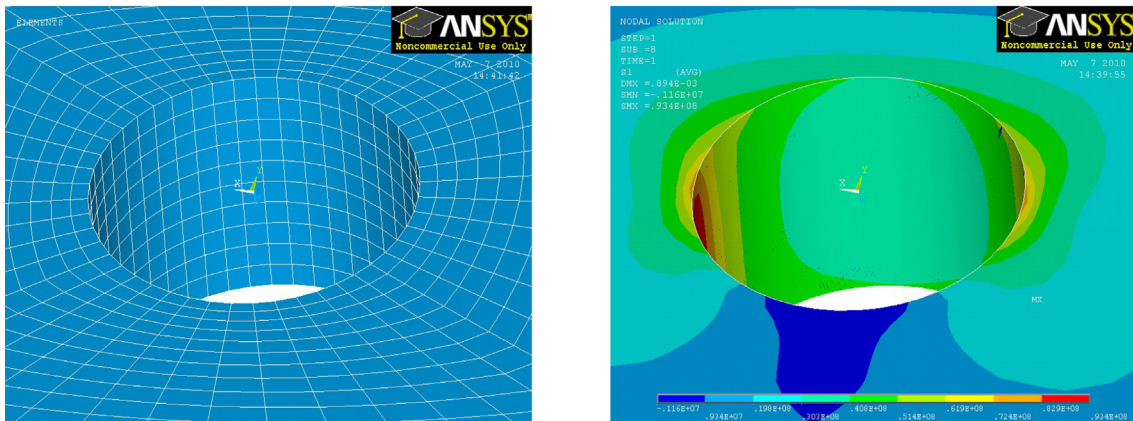 ELEMENTS
ANSYS
Noncommercial Use Only
MAY 7 2010
14:41:42
Y
X
NODAL SOLUTION
STEP=1
SUB =8
TIME=1
S1 (AVG)
DMX =.894E-03
SMN =-.116E+07
SMX =.934E+08
ANSYS
Noncommercial Use Only
MAY 7 2010
14:39:55
Y
X
MX
-.116E+07 .198E+08 .408E+08 .619E+08 .829E+08
.934E+07 .303E+08 .514E+08 .724E+08 .934E+08